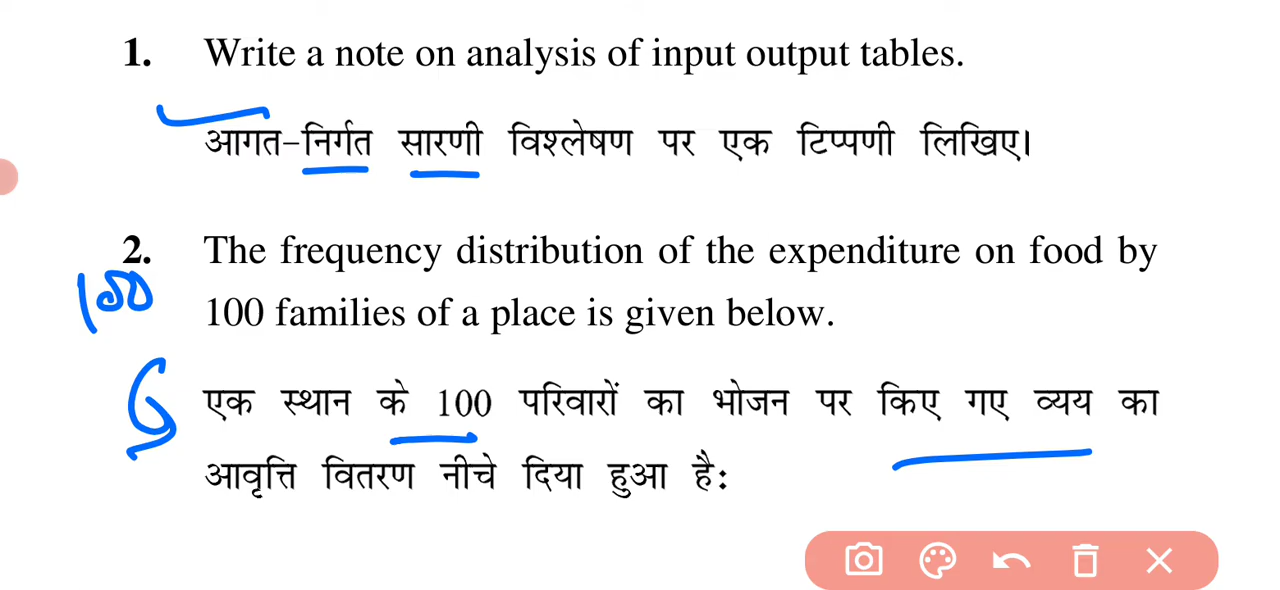 1. Write a note on analysis of input output tables.
आगत-निर्गत सारणी विश्लेषण पर एक टिप्पणी लिखिए।
2. The frequency distribution of the expenditure on food by
100
100 families of a place is given below.
एक स्थान के 100 परिवारों का भोजन पर किए गए व्यय का
आवृत्ति वितरण नीचे दिया हुआ है: